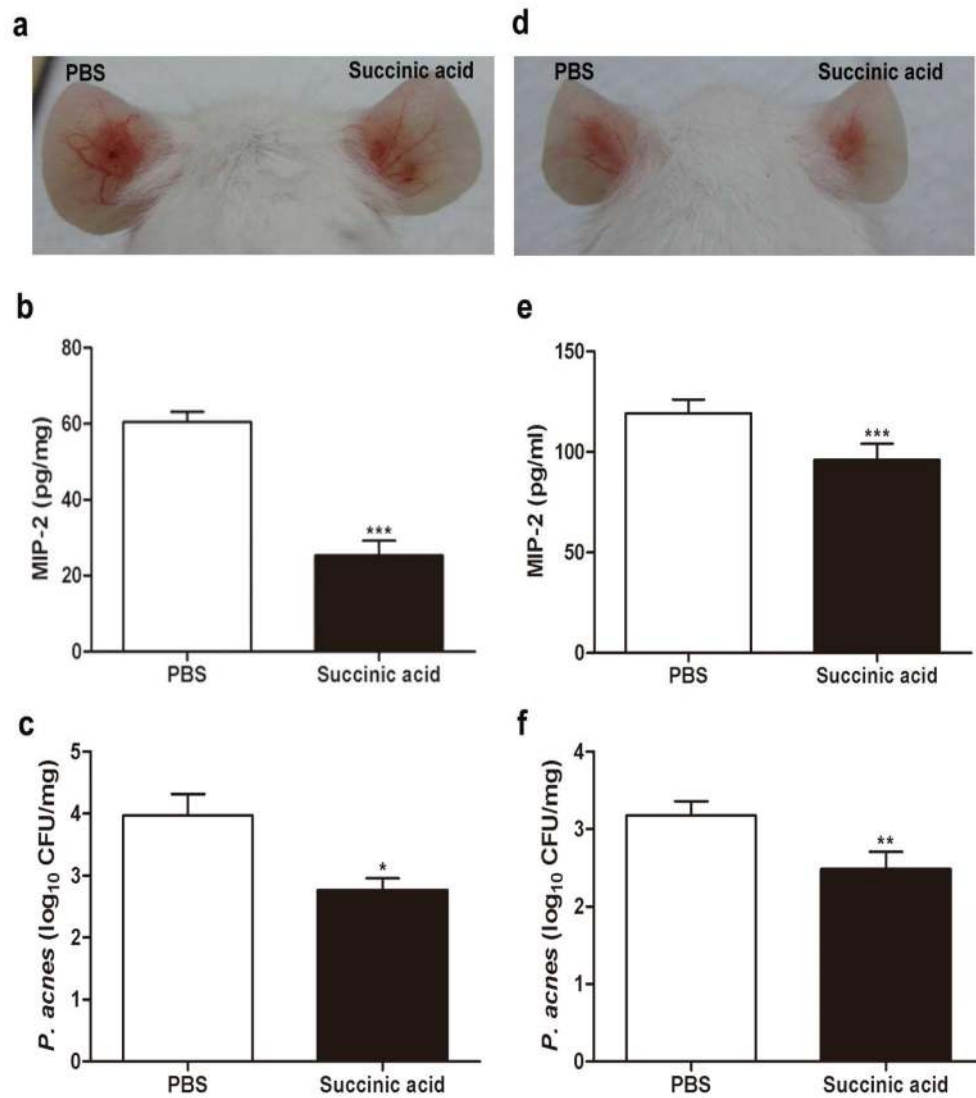 a
PBS
Succinic acid
b
MIP-2 (pg/mg)
80
60
40
20
0
***
PBS
Succinic acid
c
P. acnes (log₁₀ CFU/mg)
5
4
3
2
1
0
*
PBS
Succinic acid
d
PBS
Succinic acid
e
MIP-2 (pg/ml)
150
100
50
0
***
PBS
Succinic acid
f
P. acnes (log₁₀ CFU/mg)
4
3
2
1
0
**
PBS
Succinic acid